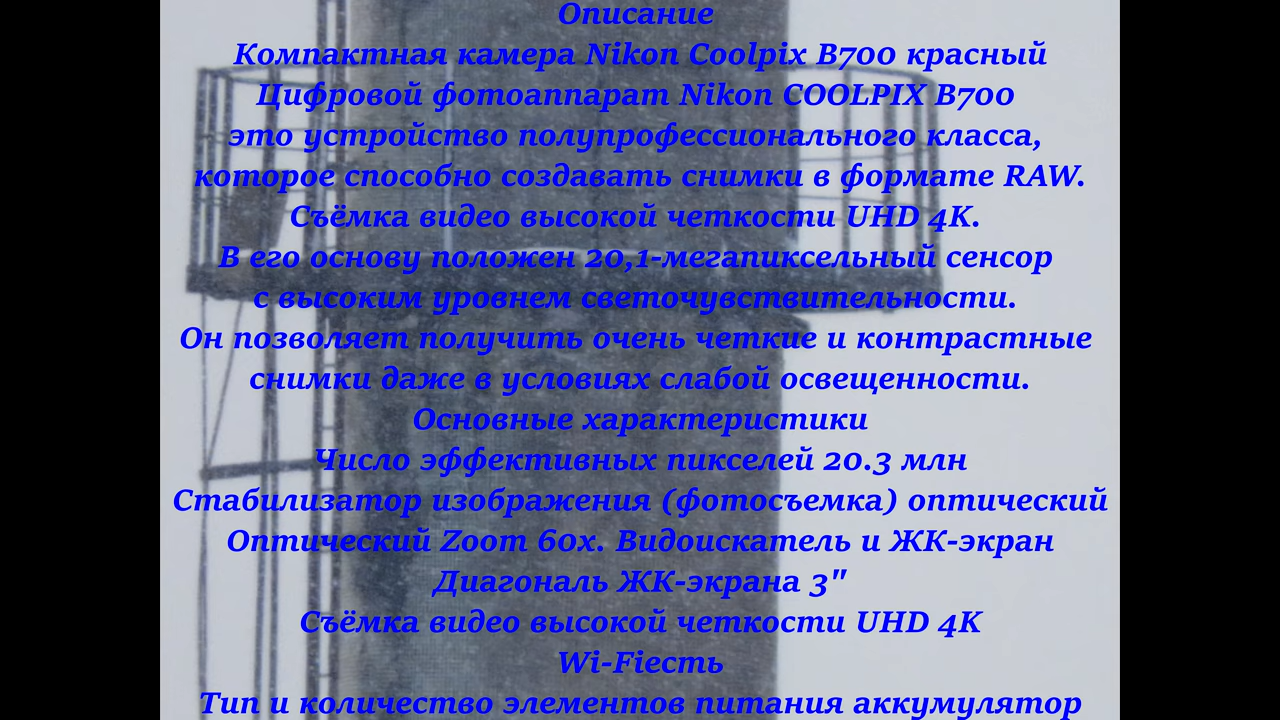 Описание
Компактная камера Nikon Coolpix B700 красный
Цифровой фотоаппарат Nikon COOLPIX B700
это устройство полупрофессионального класса,
которое способно создавать снимки в формате RAW.
Съёмка видео высокой четкости UHD 4K.
В его основу положен 20,1-мегапиксельный сенсор
с высоким уровнем светочувствительности.
Он позволяет получить очень четкие и контрастные
снимки даже в условиях слабой освещенности.
Основные характеристики
Число эффективных пикселей 20.3 млн
Стабилизатор изображения (фотосъемка) оптический
Оптический Zoom 60x. Видоискатель и ЖК-экран
Диагональ ЖК-экрана 3"
Съёмка видео высокой четкости UHD 4K
Wi-Fiесть
Тип и количество элементов питания аккумулятор